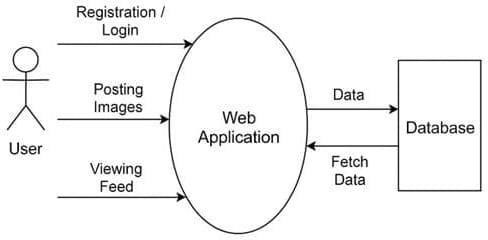 Registration /
Login
Posting
Images
User
Viewing
Feed
Web
Application
Data
Fetch
Data
Database